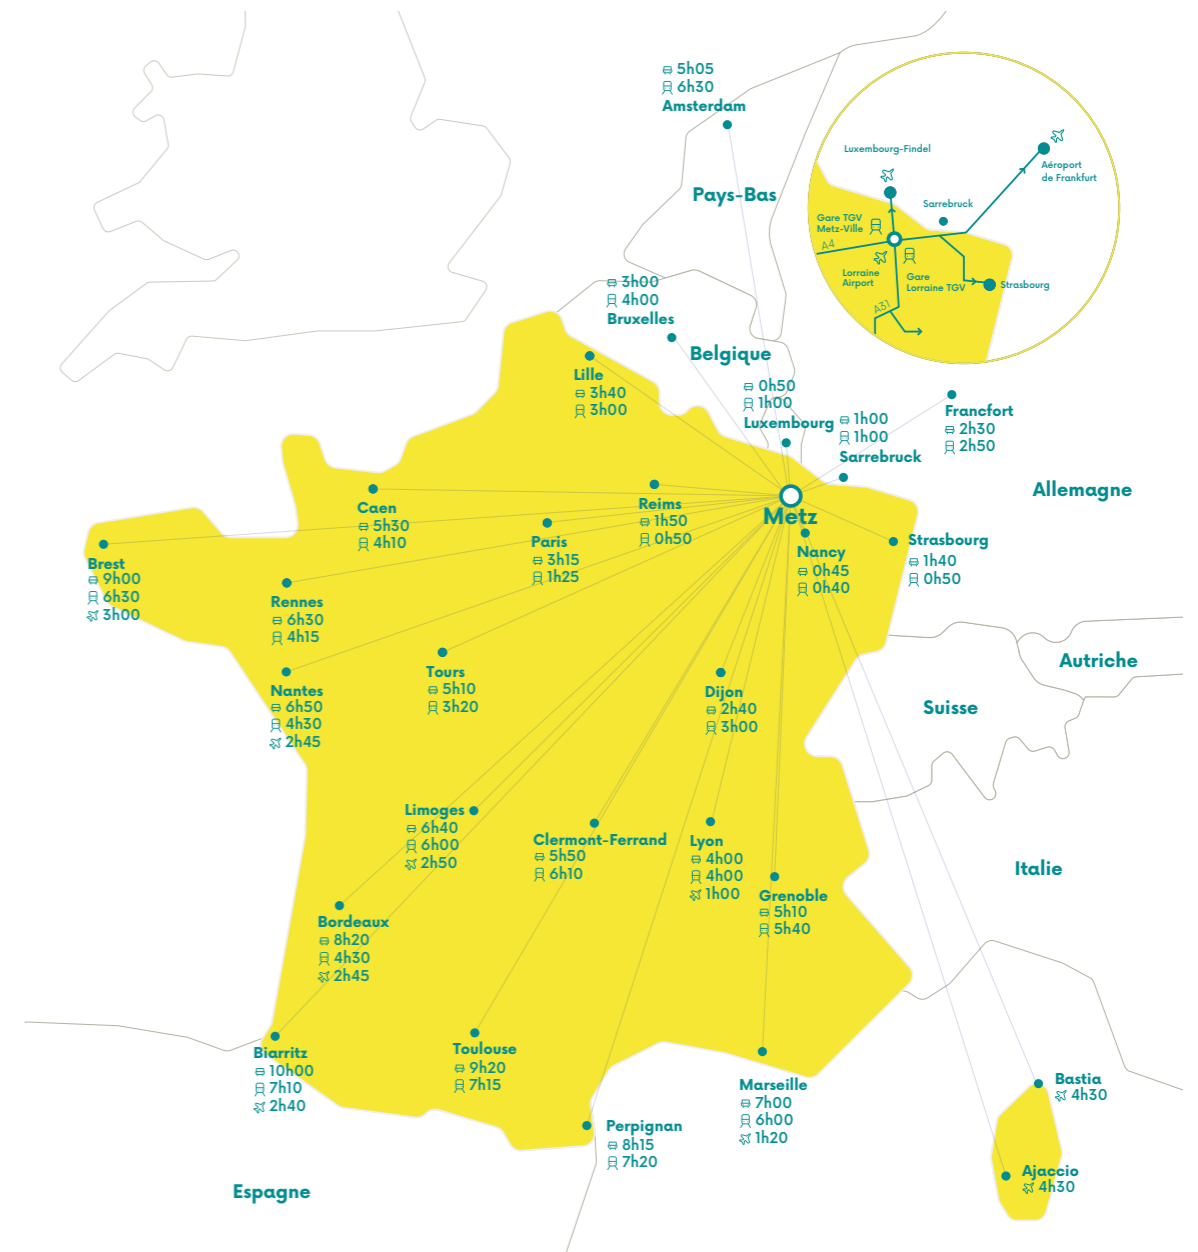 5h05
6h30
Amsterdam
Pays-Bas
Luxembourg-Findel
Aéroport
de Frankfurt
Sarrebruck
Gare TGV
Metz-Ville
A4
Lorraine
Airport
Gare
Lorraine TGV
Strasbourg
A31
3h00
4h00
Bruxelles
Belgique
Lille
3h40
3h00
0h50
1h00
Luxembourg
1h00
1h00
Sarrebruck
Francfort
2h30
2h50
Allemagne
Metz
Caen
5h30
4h10
Reims
1h50
0h50
Paris
3h15
1h25
Nancy
0h45
0h40
Strasbourg
1h40
0h50
Brest
9h00
6h30
3h00
Rennes
6h30
4h15
Nantes
6h50
4h30
2h45
Tours
5h10
3h20
Dijon
2h40
3h00
Autriche
Suisse
Limoges
6h40
6h00
2h50
Clermont-Ferrand
5h50
6h10
Lyon
4h00
4h00
1h00
Grenoble
5h10
5h40
Italie
Bordeaux
8h20
4h30
2h45
Biarritz
10h00
7h10
2h40
Toulouse
9h20
7h15
Marseille
7h00
6h00
1h20
Perpignan
8h15
7h20
Bastia
4h30
Ajaccio
4h30
Espagne